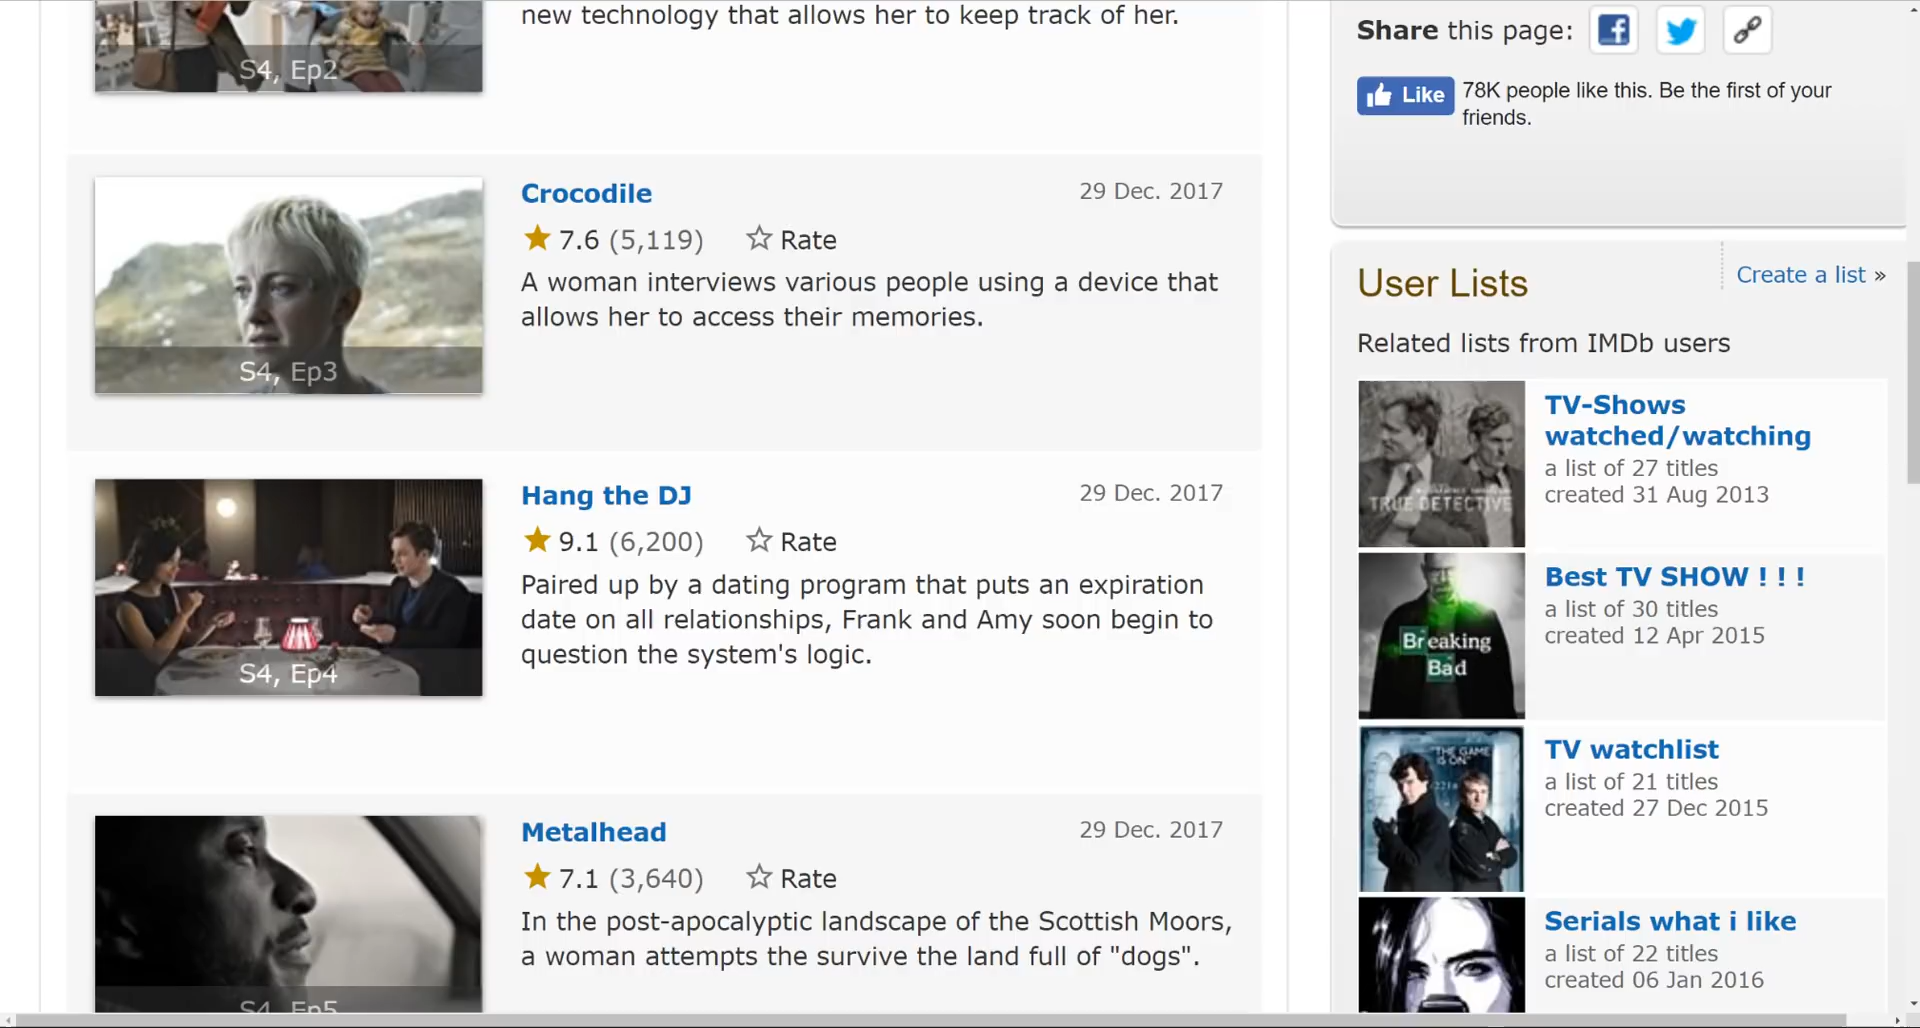 new technology that allows her to keep track of her.
S4, Ep2
Crocodile
29 Dec. 2017
7.6 (5,119) Rate
A woman interviews various people using a device that
allows her to access their memories.
S4, Ep3
Hang the DJ
29 Dec. 2017
9.1 (6,200) Rate
Paired up by a dating program that puts an expiration
date on all relationships, Frank and Amy soon begin to
question the system's logic.
S4, Ep4
Metalhead
29 Dec. 2017
7.1 (3,640) Rate
In the post-apocalyptic landscape of the Scottish Moors,
a woman attempts the survive the land full of "dogs".
S4, Ep5
Share this page:
Like
78K people like this. Be the first of your
friends.
User Lists
Create a list »
Related lists from IMDb users
TRUE DETECTIVE
TV-Shows
watched/watching
a list of 27 titles
created 31 Aug 2013
Breaking
Bad
Best TV SHOW ! ! !
a list of 30 titles
created 12 Apr 2015
"THE GAME
IS ON"
221B
TV watchlist
a list of 21 titles
created 27 Dec 2015
Serials what i like
a list of 22 titles
created 06 Jan 2016